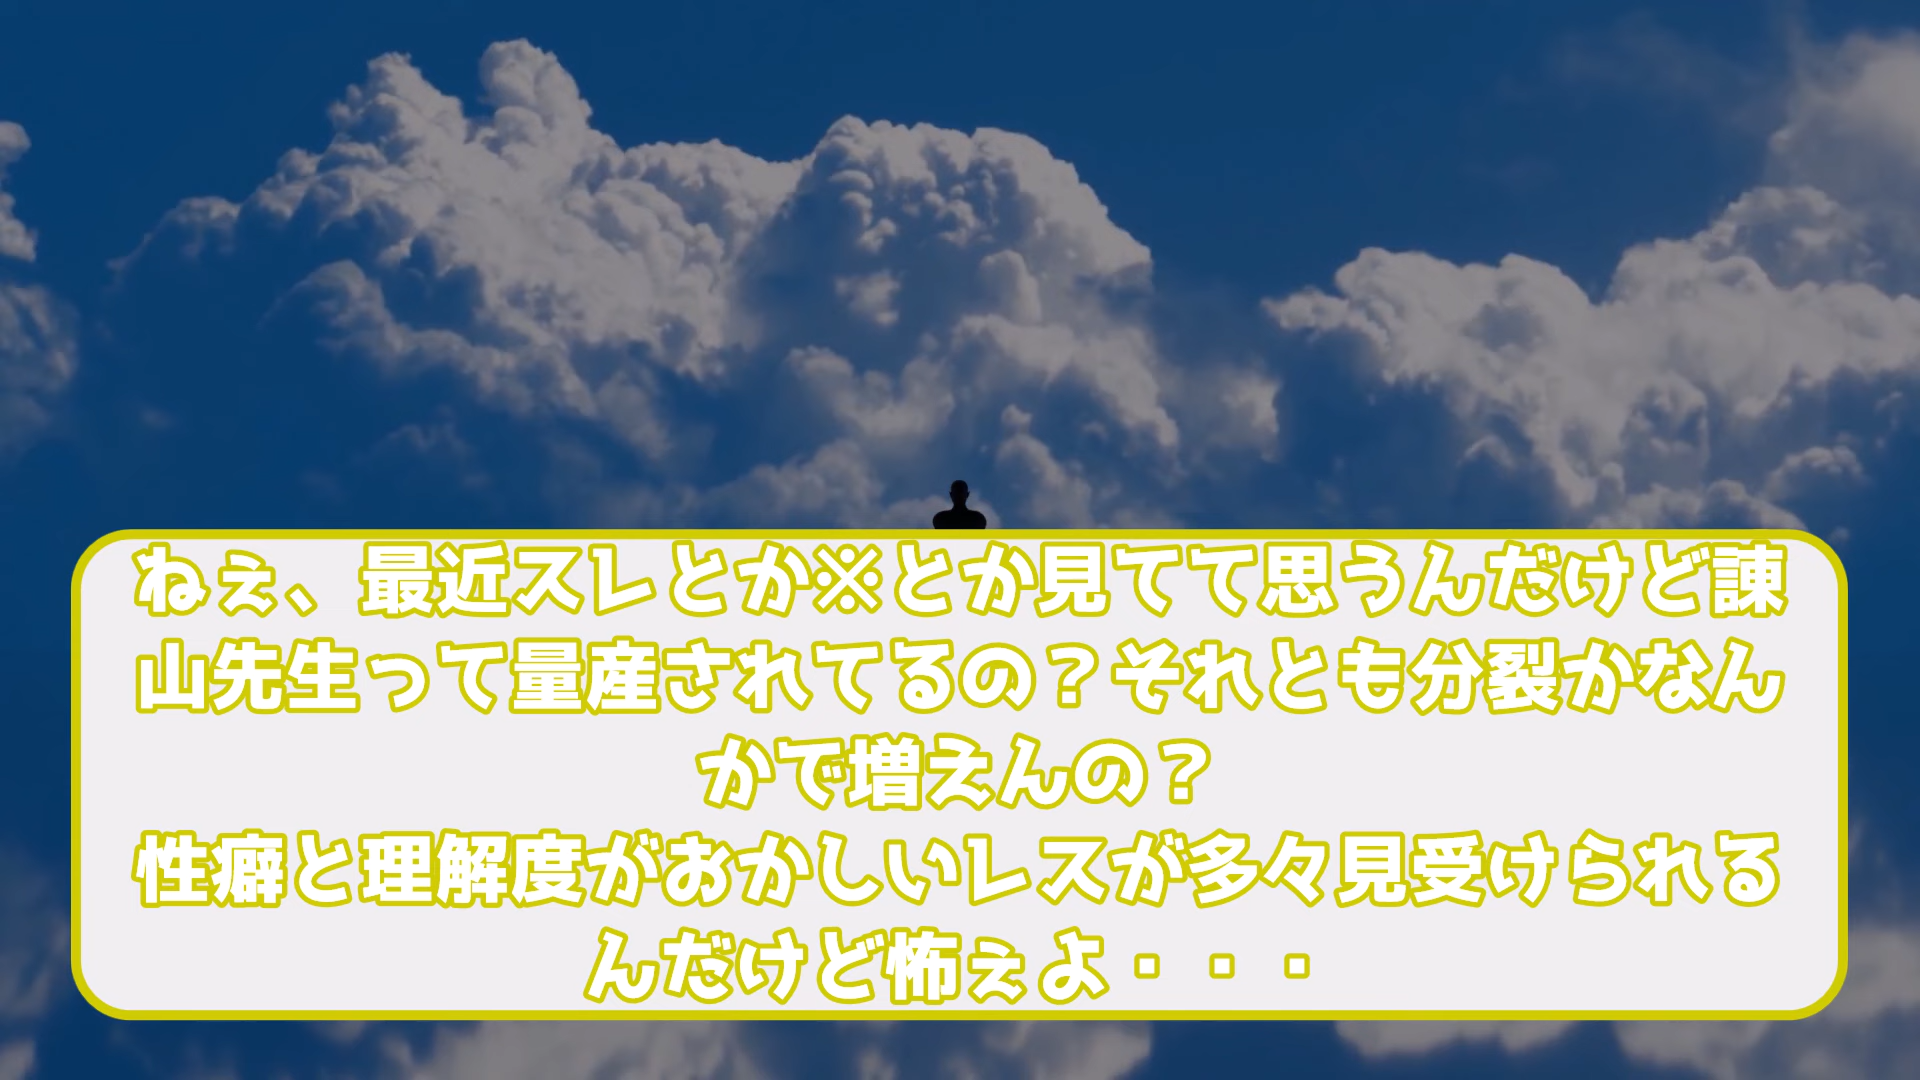 ねぇ、最近スレとか※とか見てて思うんだけど諫
山先生って量産されてるの？それとも分裂かなん
かで増えんの？
性癖と理解度がおかしいレスが多々見受けられる
んだけど怖ぇよ・・・